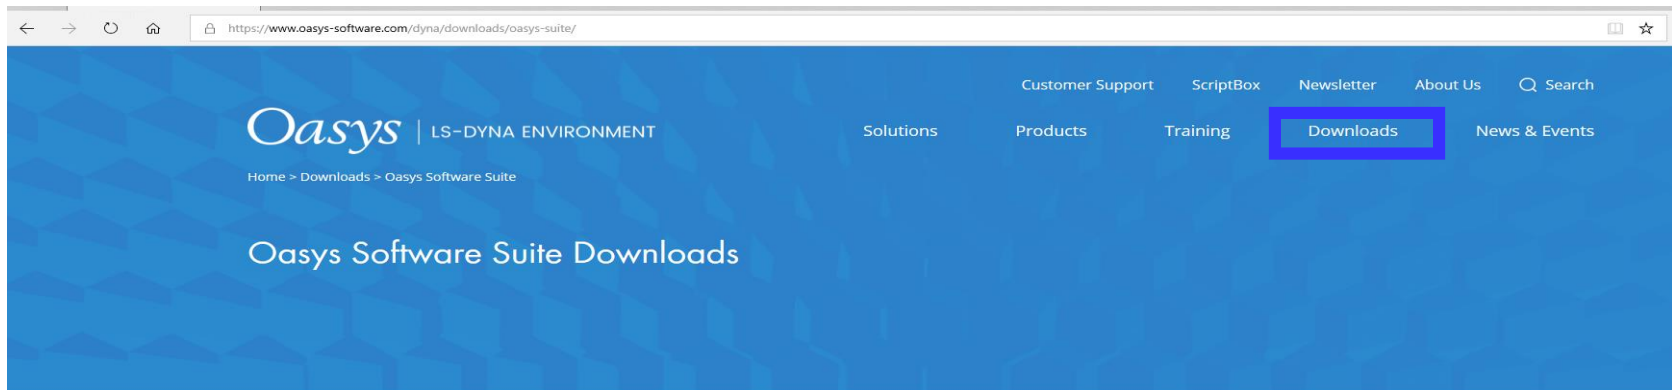 https://www.oasys-software.com/dyna/downloads/oasys-suite/
Customer Support ScriptBox Newsletter About Us Search
Oasys | LS-DYNA ENVIRONMENT Solutions Products Training Downloads News & Events
Home > Downloads > Oasys Software Suite
Oasys Software Suite Downloads